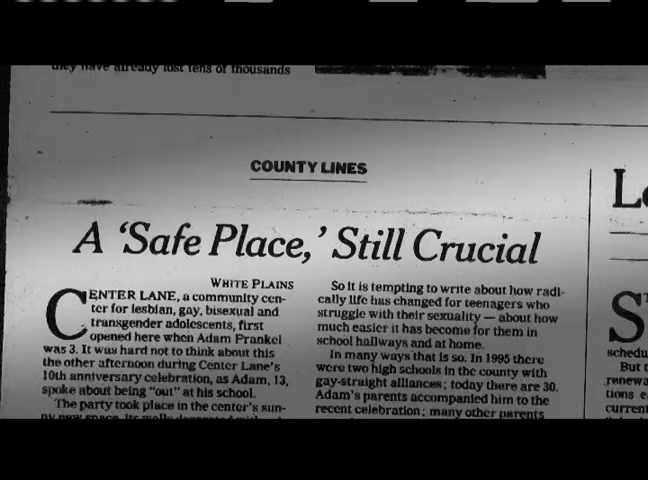 they have already lost tens of thousands
COUNTY LINES
A ‘Safe Place,’ Still Crucial
WHITE PLAINS
CENTER LANE, a community cen-
ter for lesbian, gay, bisexual and
transgender adolescents, first
opened here when Adam Prankel
was 3. It was hard not to think about this
the other afternoon during Center Lane's
10th anniversary celebration, as Adam, 13,
spoke about being "out" at his school.
The party took place in the center's sun-
ny new space, its
So it is tempting to write about how radi-
cally life has changed for teenagers who
struggle with their sexuality — about how
much easier it has become for them in
school hallways and at home.
In many ways that is so. In 1995 there
were two high schools in the county with
gay-straight alliances; today there are 30.
Adam's parents accompanied him to the
recent celebration; many other parents
L
S
schedu
But t
renewa
tions e
current